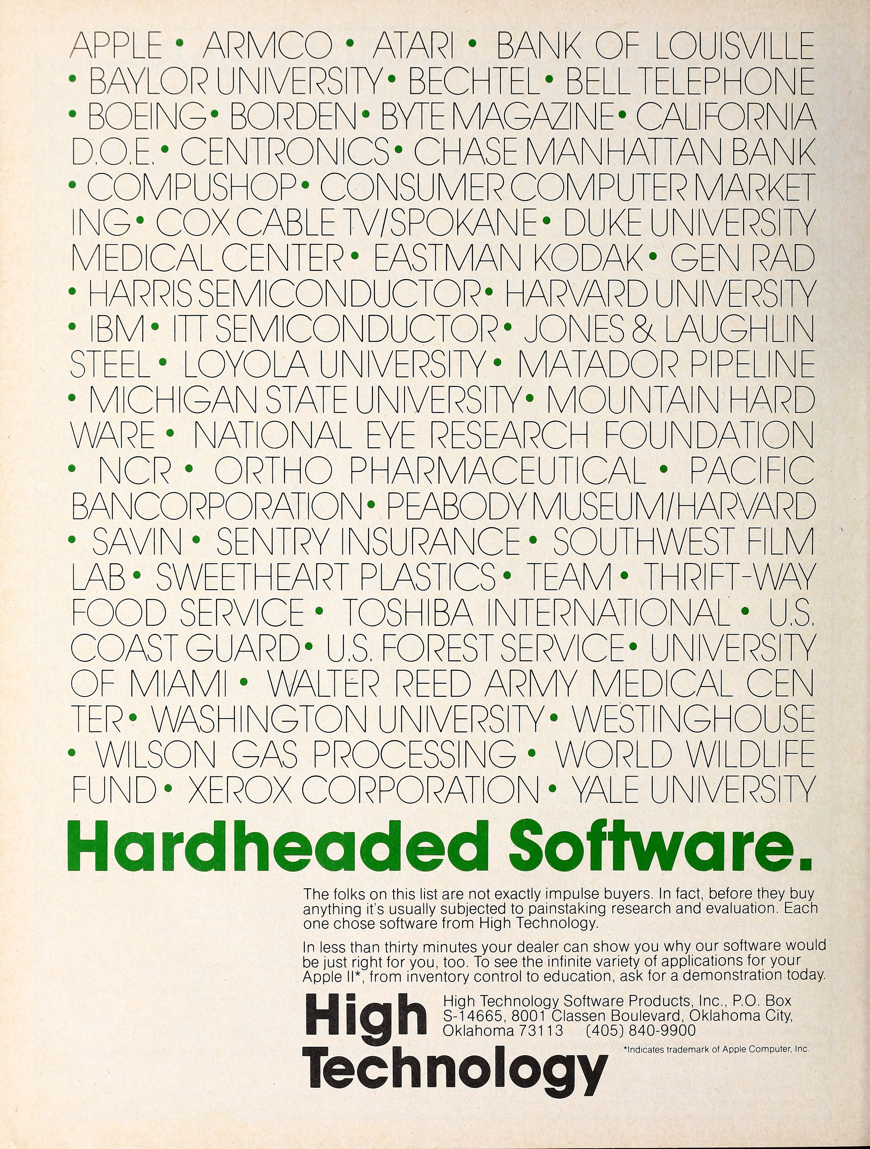 APPLE • ARMCO • ATARI • BANK OF LOUISVILLE
• BAYLOR UNIVERSITY • BECHTEL • BELL TELEPHONE
• BOEING • BORDEN • BYTE MAGAZINE • CALIFORNIA
D.O.E. • CENTRONICS • CHASE MANHATTAN BANK
• COMPUSHOP • CONSUMER COMPUTER MARKET
ING • COX CABLE TV/SPOKANE • DUKE UNIVERSITY
MEDICAL CENTER • EASTMAN KODAK • GEN RAD
• HARRIS SEMICONDUCTOR • HARVARD UNIVERSITY
• IBM • ITT SEMICONDUCTOR • JONES & LAUGHLIN
STEEL • LOYOLA UNIVERSITY • MATADOR PIPELINE
• MICHIGAN STATE UNIVERSITY • MOUNTAIN HARD
WARE • NATIONAL EYE RESEARCH FOUNDATION
• NCR • ORTHO PHARMACEUTICAL • PACIFIC
BANCORPORATION • PEABODY MUSEUM/HARVARD
• SAVIN • SENTRY INSURANCE • SOUTHWEST FILM
LAB • SWEETHEART PLASTICS • TEAM • THRIFT-WAY
FOOD SERVICE • TOSHIBA INTERNATIONAL • U.S.
COAST GUARD • U.S. FOREST SERVICE • UNIVERSITY
OF MIAMI • WALTER REED ARMY MEDICAL CEN
TER • WASHINGTON UNIVERSITY • WESTINGHOUSE
• WILSON GAS PROCESSING • WORLD WILDLIFE
FUND • XEROX CORPORATION • YALE UNIVERSITY
Hardheaded Software.
The folks on this list are not exactly impulse buyers. In fact, before they buy
anything it's usually subjected to painstaking research and evaluation. Each
one chose software from High Technology.
In less than thirty minutes your dealer can show you why our software would
be just right for you, too. To see the infinite variety of applications for your
Apple II*, from inventory control to education, ask for a demonstration today.
High
Technology
High Technology Software Products, Inc., P.O. Box
S-14665, 8001 Classen Boulevard, Oklahoma City,
Oklahoma 73113 (405) 840-9900
*Indicates trademark of Apple Computer, Inc.